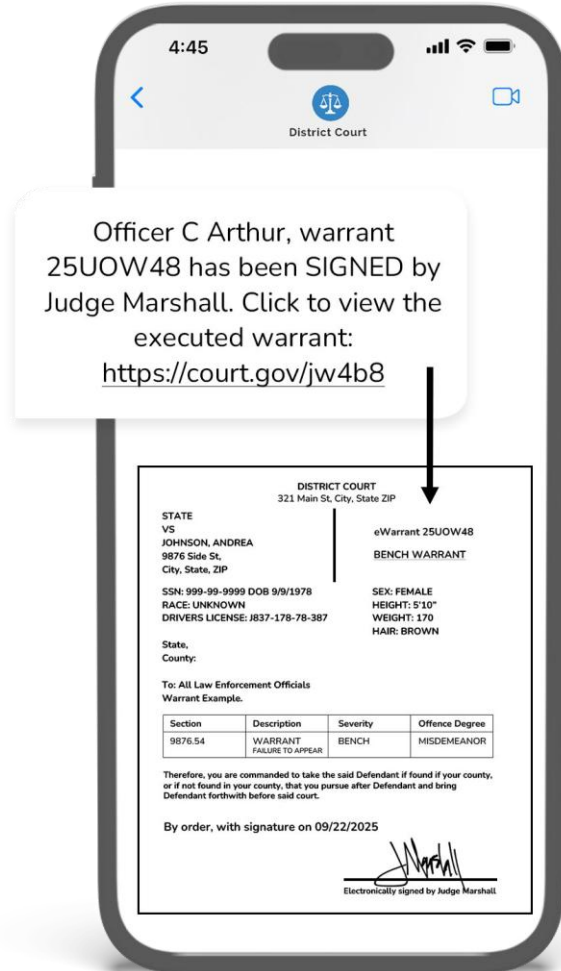 4:45
District Court
Officer C Arthur, warrant
25UOW48 has been SIGNED by
Judge Marshall. Click to view the
executed warrant:
https://court.gov/jw4b8
DISTRICT COURT
321 Main St, City, State ZIP
STATE
VS
JOHNSON, ANDREA
9876 Side St,
City, State, ZIP
eWarrant 25UOW48
BENCH WARRANT
SSN: 999-99-9999 DOB 9/9/1978
RACE: UNKNOWN
DRIVERS LICENSE: J837-178-78-387
SEX: FEMALE
HEIGHT: 5'10"
WEIGHT: 170
HAIR: BROWN
State,
County:
To: All Law Enforcement Officials
Warrant Example.
Section Description Severity Offence Degree
9876.54 WARRANT BENCH MISDEMEANOR
FAILURE TO APPEAR
Therefore, you are commanded to take the said Defendant if found if your county,
or if not found in your county, that you pursue after Defendant and bring
Defendant forthwith before said court.
By order, with signature on 09/22/2025
J Marshall
Electronically signed by Judge Marshall